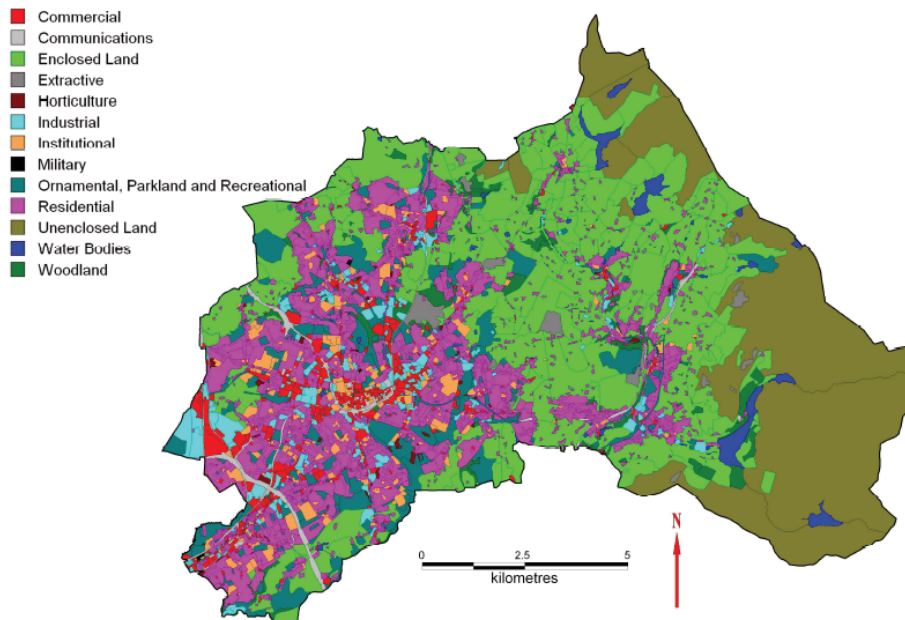 Commercial
Communications
Enclosed Land
Extractive
Horticulture
Industrial
Institutional
Military
Ornamental, Parkland and Recreational
Residential
Unenclosed Land
Water Bodies
Woodland
N
0 2.5 5
kilometres